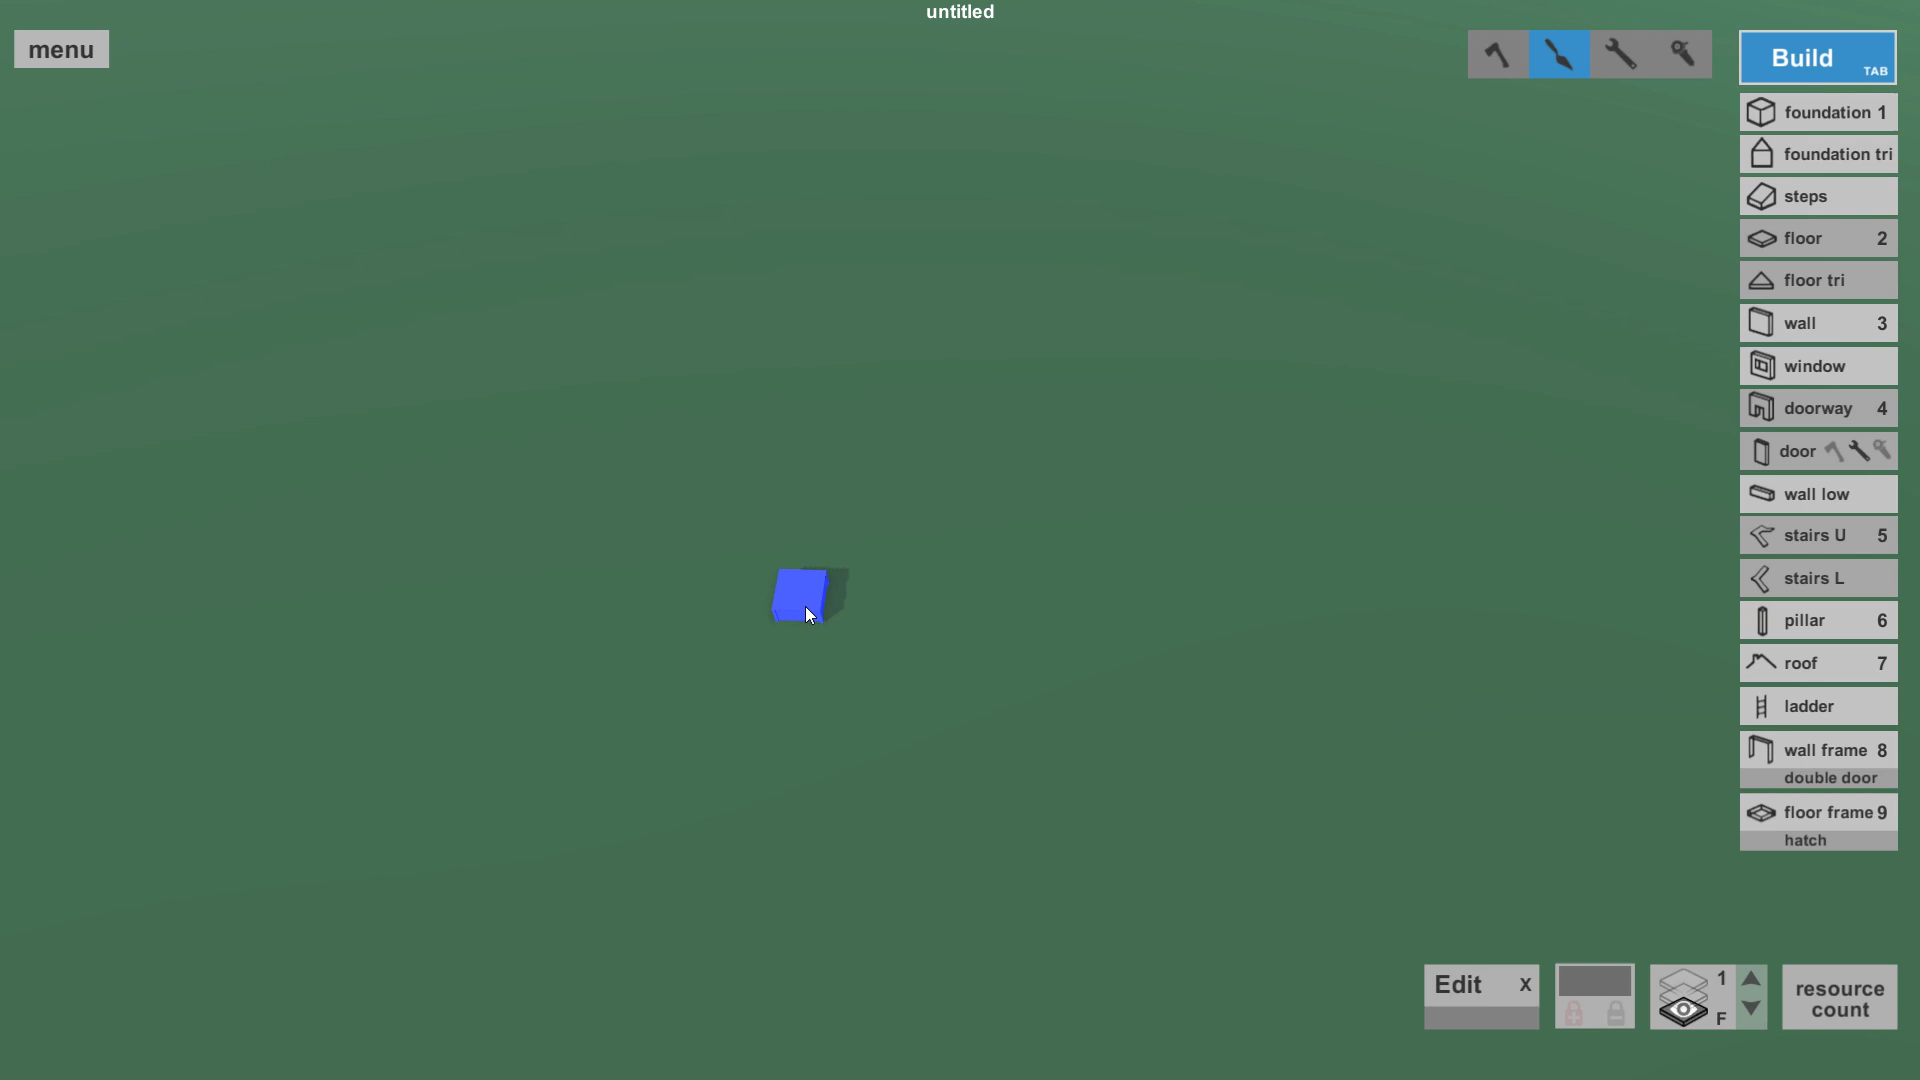 untitled
menu
Build
TAB
foundation 1
foundation tri
steps
floor 2
floor tri
wall 3
window
doorway 4
door
wall low
stairs U 5
stairs L
pillar 6
roof 7
ladder
wall frame 8
double door
floor frame 9
hatch
Edit X
1
F
resource
count